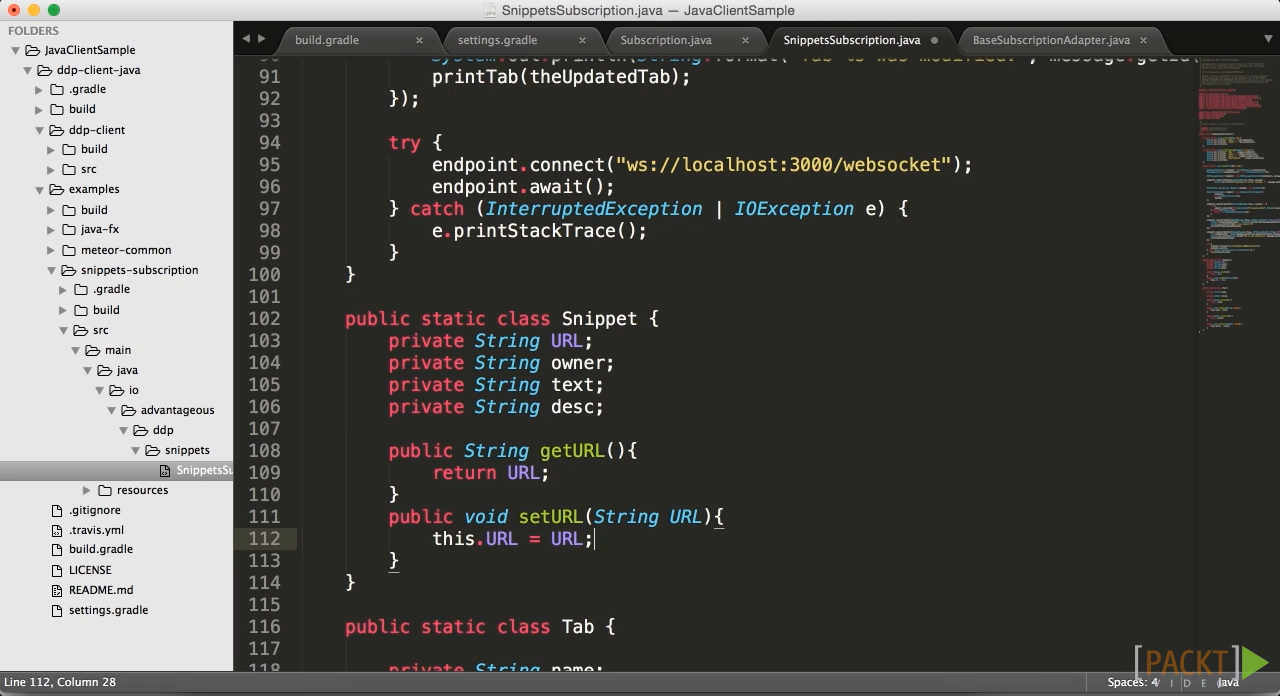 SnippetsSubscription.java — JavaClientSample
FOLDERS
JavaClientSample
ddp-client-java
.gradle
build
ddp-client
build
src
examples
build
java-fx
meteor-common
snippets-subscription
.gradle
build
src
main
java
io
advantageous
ddp
snippets
SnippetsSu
resources
.gitignore
.travis.yml
build.gradle
LICENSE
README.md
settings.gradle
build.gradle ×
settings.gradle ×
Subscription.java ×
SnippetsSubscription.java
BaseSubscriptionAdapter.java ×
91 printTab(theUpdatedTab);
92 });
93
94 try {
95 endpoint.connect("ws://localhost:3000/websocket");
96 endpoint.await();
97 } catch (InterruptedException | IOException e) {
98 e.printStackTrace();
99 }
100 }
101
102 public static class Snippet {
103 private String URL;
104 private String owner;
105 private String text;
106 private String desc;
107
108 public String getURL(){
109 return URL;
110 }
111 public void setURL(String URL){
112 this.URL = URL;
113 }
114 }
115
116 public static class Tab {
117
118 private String name;
Line 112, Column 28
Spaces: 4
Java
[PACKT]
VIDEO